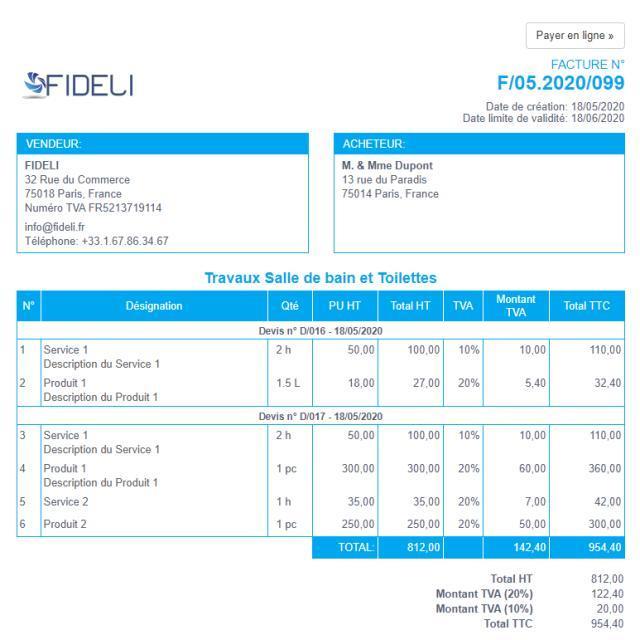 Payer en ligne »
FACTURE N°
F/05.2020/099
Date de création: 18/05/2020
Date limite de validité: 18/06/2020
FIDELI
VENDEUR:
FIDELI
32 Rue du Commerce
75018 Paris, France
Numéro TVA FR5213719114
info@fideli.fr
Téléphone: +33.1.67.86.34.67
ACHETEUR:
M. & Mme Dupont
13 rue du Paradis
75014 Paris, France
Travaux Salle de bain et Toilettes
N° Désignation Qté PU HT Total HT TVA Montant TVA Total TTC
Devis n° D/016 - 18/05/2020
1 Service 1 2 h 50,00 100,00 10% 10,00 110,00
Description du Service 1
2 Produit 1 1.5 L 18,00 27,00 20% 5,40 32,40
Description du Produit 1
Devis n° D/017 - 18/05/2020
3 Service 1 2 h 50,00 100,00 10% 10,00 110,00
Description du Service 1
4 Produit 1 1 pc 300,00 300,00 20% 60,00 360,00
Description du Produit 1
5 Service 2 1 h 35,00 35,00 20% 7,00 42,00
6 Produit 2 1 pc 250,00 250,00 20% 50,00 300,00
TOTAL: 812,00 142,40 954,40
Total HT 812,00
Montant TVA (20%) 122,40
Montant TVA (10%) 20,00
Total TTC 954,40